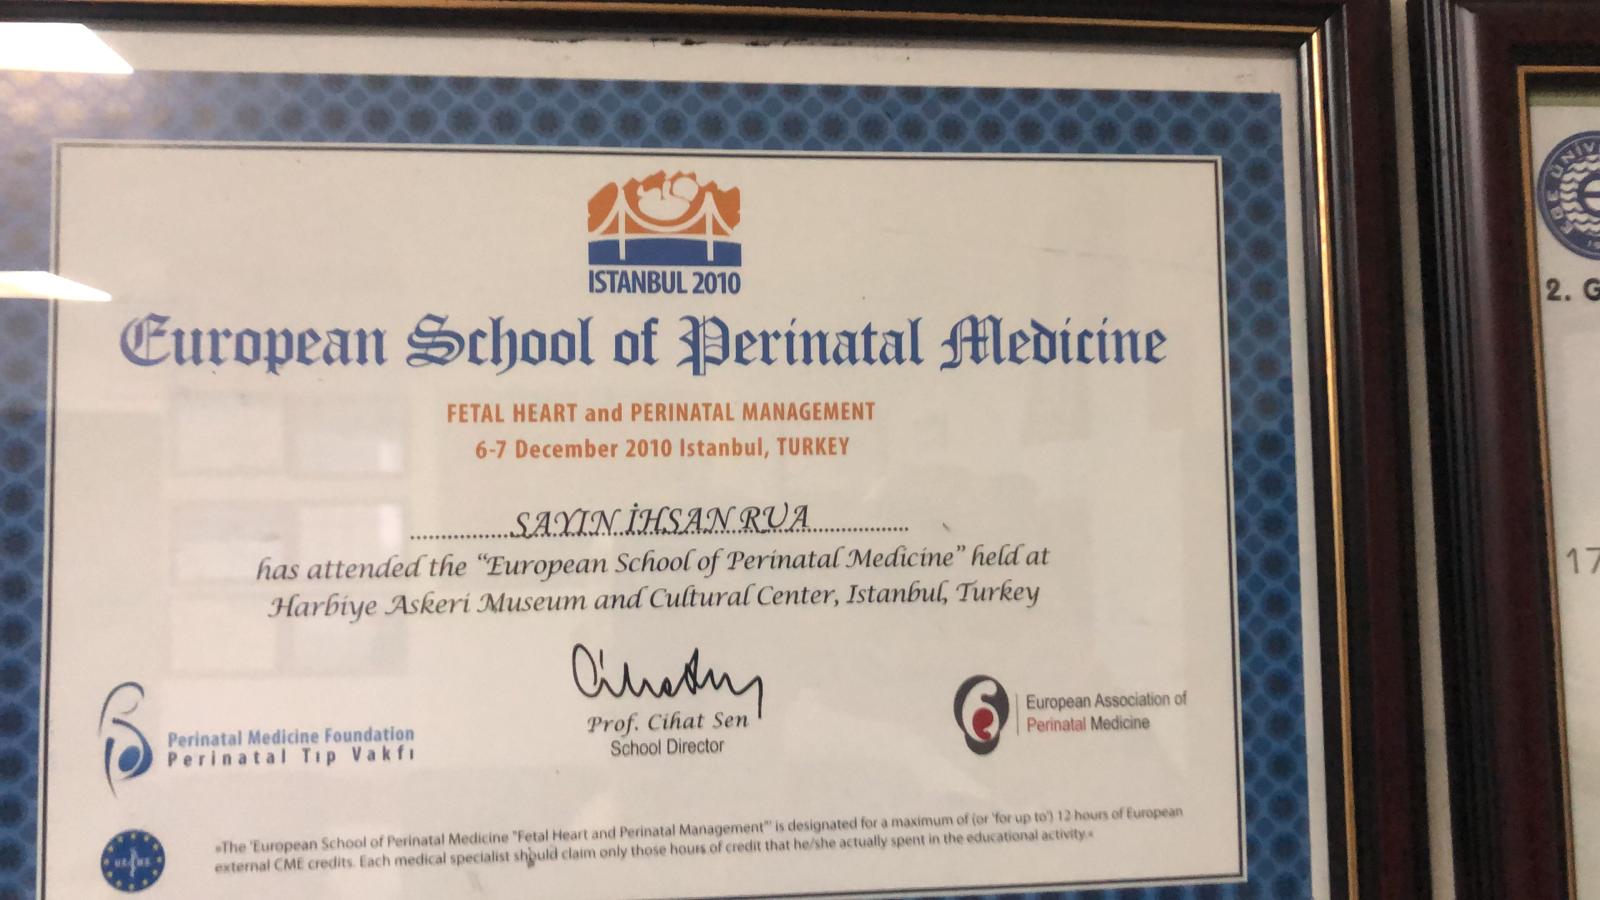 ISTANBUL 2010
European School of Perinatal Medicine
FETAL HEART and PERINATAL MANAGEMENT
6-7 December 2010 Istanbul, TURKEY
SAYIN İHSAN RUA
has attended the “European School of Perinatal Medicine” held at
Harbiye Askeri Museum and Cultural Center, Istanbul, Turkey
Prof. Cihat Sen
School Director
Perinatal Medicine Foundation
Perinatal Tıp Vakfı
European Association of
Perinatal Medicine
»The 'European School of Perinatal Medicine "Fetal Heart and Perinatal Management"' is designated for a maximum of (or 'for up to') 12 hours of European
external CME credits. Each medical specialist should claim only those hours of credit that he/she actually spent in the educational activity.«
EGE ÜNİV
2. G
17